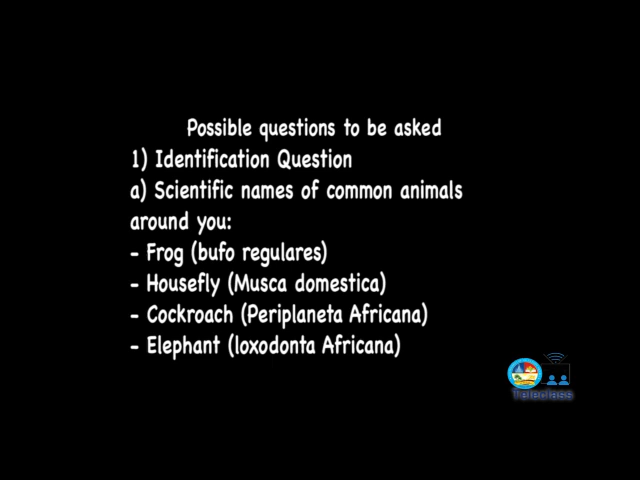 Possible questions to be asked
1) Identification Question
a) Scientific names of common animals
around you:
- Frog (bufo regulares)
- Housefly (Musca domestica)
- Cockroach (Periplaneta Africana)
- Elephant (loxodonta Africana)
Teleclass